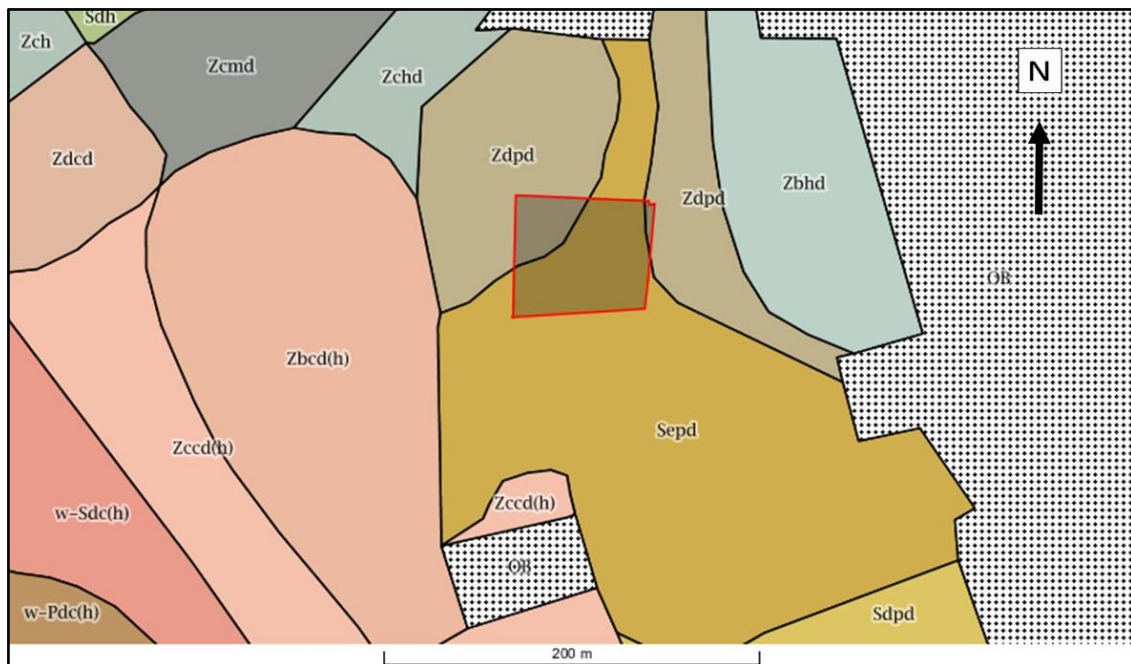 Sdh
Zch
Zcmd
Zchd
N
Zdcd
Zdpd
Zdpd
Zbhd
OB
Zbcd(h)
Zccd(h)
Sepd
Zccd(h)
w-Sdc(h)
OB
w-Pdc(h)
Sdpd
200 m